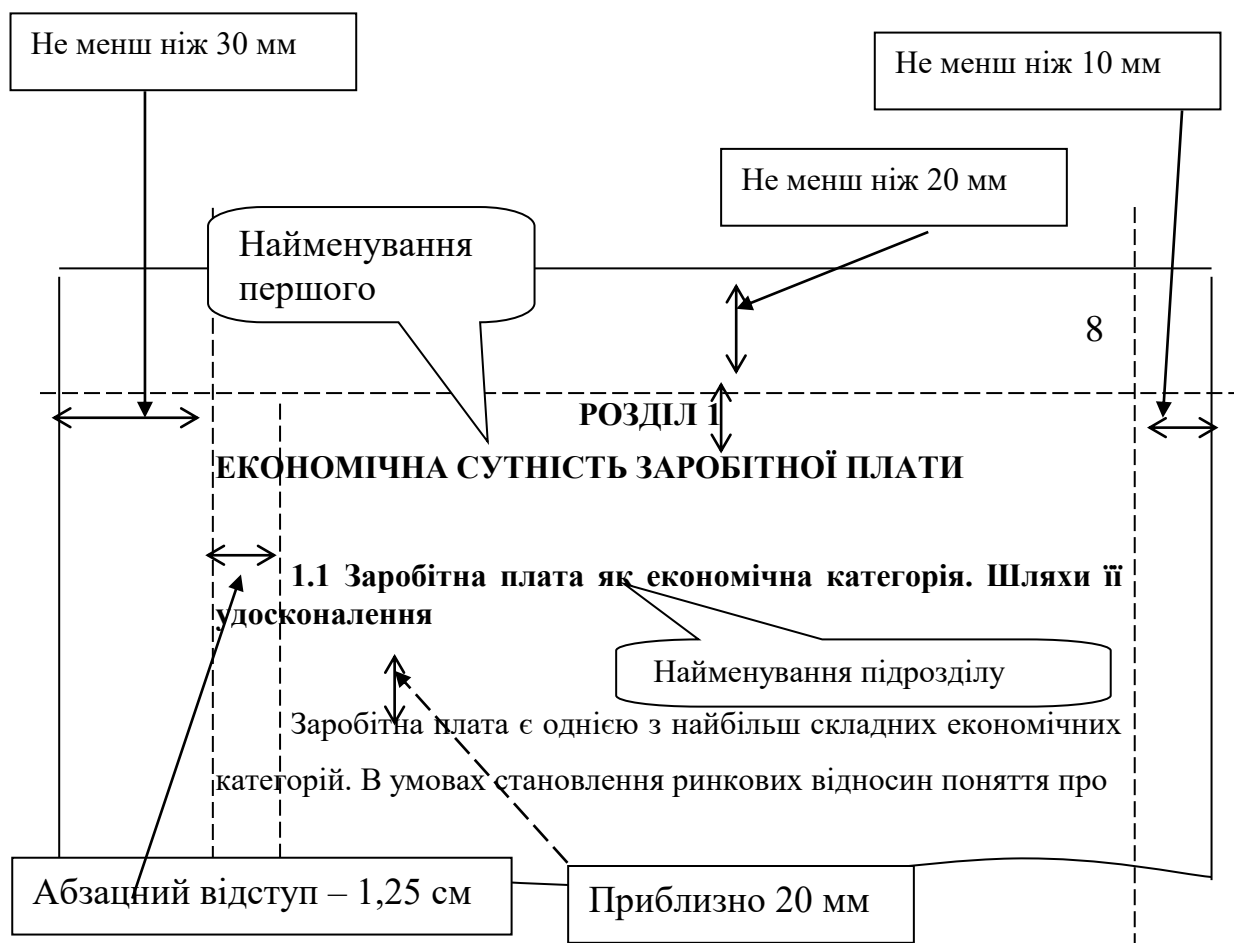 Не менш ніж 30 мм
Не менш ніж 10 мм
Не менш ніж 20 мм
Найменування
першого
8
РОЗДІЛ 1
ЕКОНОМІЧНА СУТНІСТЬ ЗАРОБІТНОЇ ПЛАТИ
1.1 Заробітна плата як економічна категорія. Шляхи її
удосконалення
Найменування підрозділу
Заробітна плата є однією з найбільш складних економічних
категорій. В умовах становлення ринкових відносин поняття про
Абзацний відступ – 1,25 см
Приблизно 20 мм